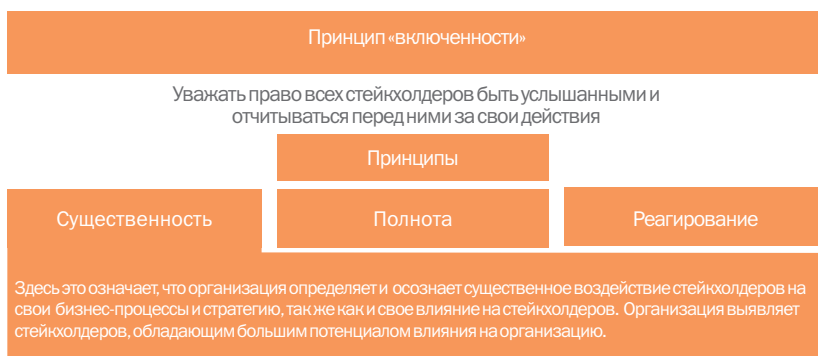 Принцип «включенности»
Уважать право всех стейкхолдеров быть услышанными и
отчитываться перед ними за свои действия
Принципы
Существенность
Полнота
Реагирование
Здесь это означает, что организация определяет и осознает существенное воздействие стейкхолдеров на
свои бизнес-процессы и стратегию, так же как и свое влияние на стейкхолдеров. Организация выявляет
стейкхолдеров, обладающим большим потенциалом влияния на организацию.